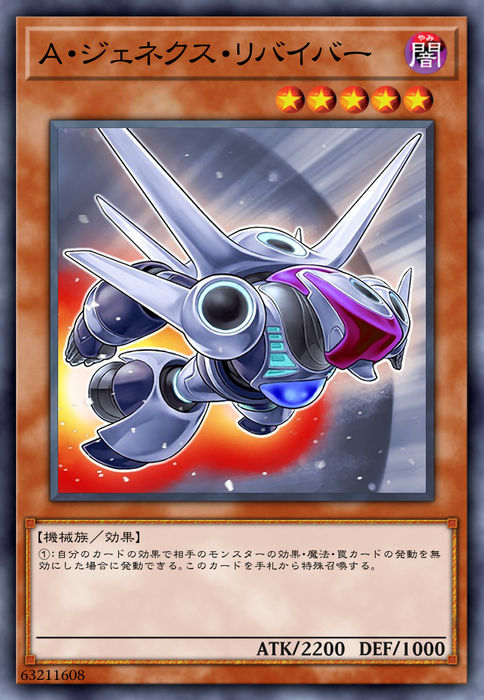 A・ジェネクス・リバイバー
やみ
闇
【機械族／効果】
①:自分のカードの効果で相手のモンスターの効果・魔法・罠カードの発動を無
効にした場合に発動できる。このカードを手札から特殊召喚する。
ATK/2200 DEF/1000
63211608